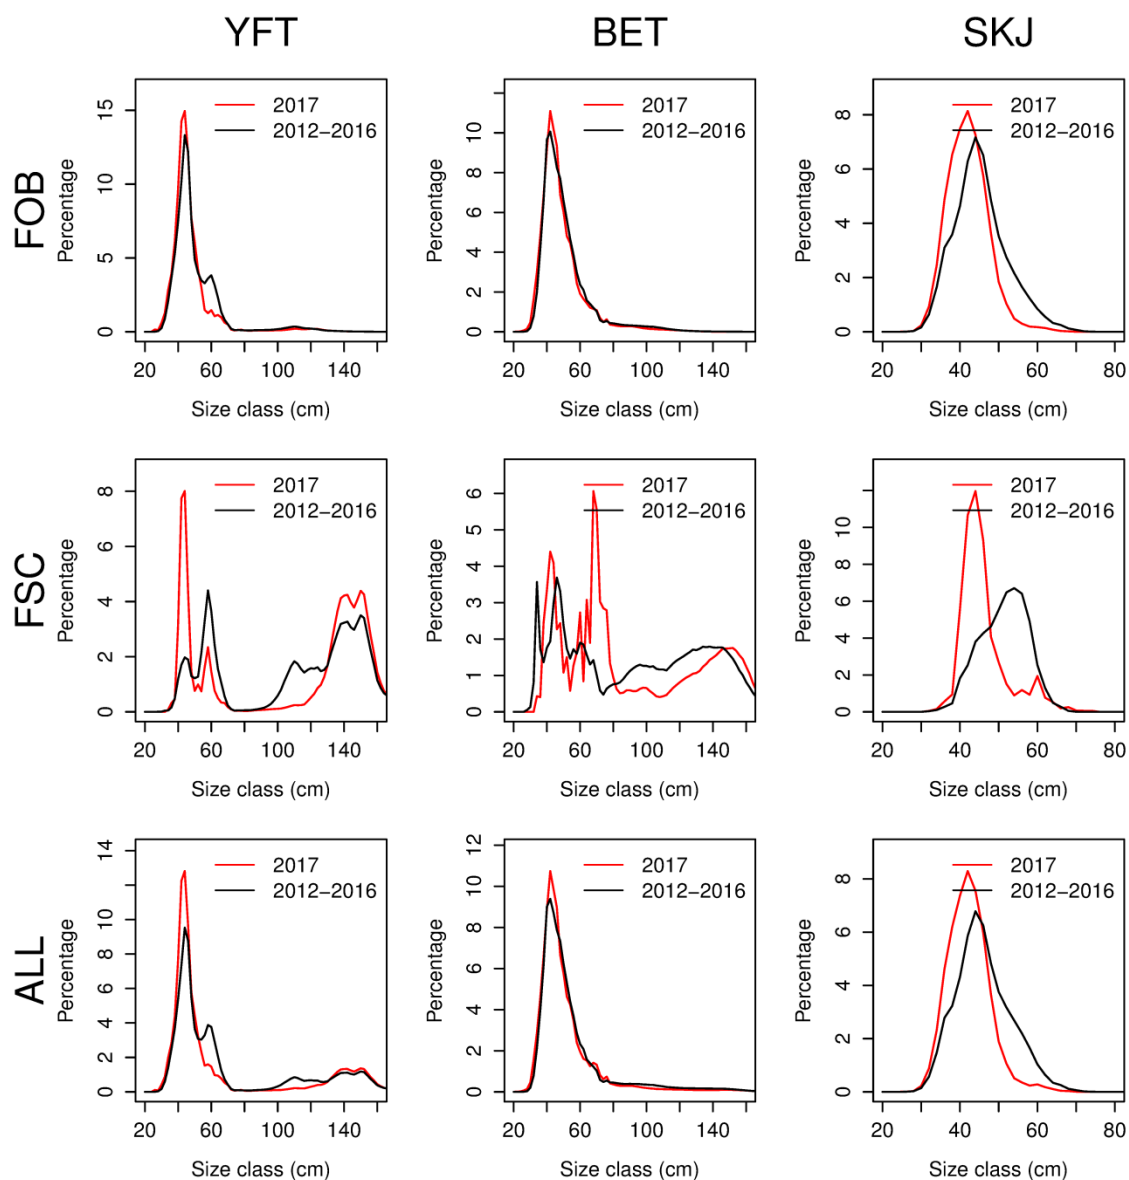 YFT BET SKJ
FOB
Percentage
0 5 10 15
2017
2012−2016
20 60 100 140
Size class (cm)
Percentage
0 2 4 6 8 10
2017
2012−2016
20 60 100 140
Size class (cm)
Percentage
0 2 4 6 8
2017
2012−2016
20 40 60 80
Size class (cm)
FSC
Percentage
0 2 4 6 8
2017
2012−2016
20 60 100 140
Size class (cm)
Percentage
0 1 2 3 4 5 6
2017
2012−2016
20 60 100 140
Size class (cm)
Percentage
0 2 4 6 8 10
2017
2012−2016
20 40 60 80
Size class (cm)
ALL
Percentage
0 2 4 6 8 10 14
2017
2012−2016
20 60 100 140
Size class (cm)
Percentage
0 2 4 6 8 10 12
2017
2012−2016
20 60 100 140
Size class (cm)
Percentage
0 2 4 6 8
2017
2012−2016
20 40 60 80
Size class (cm)